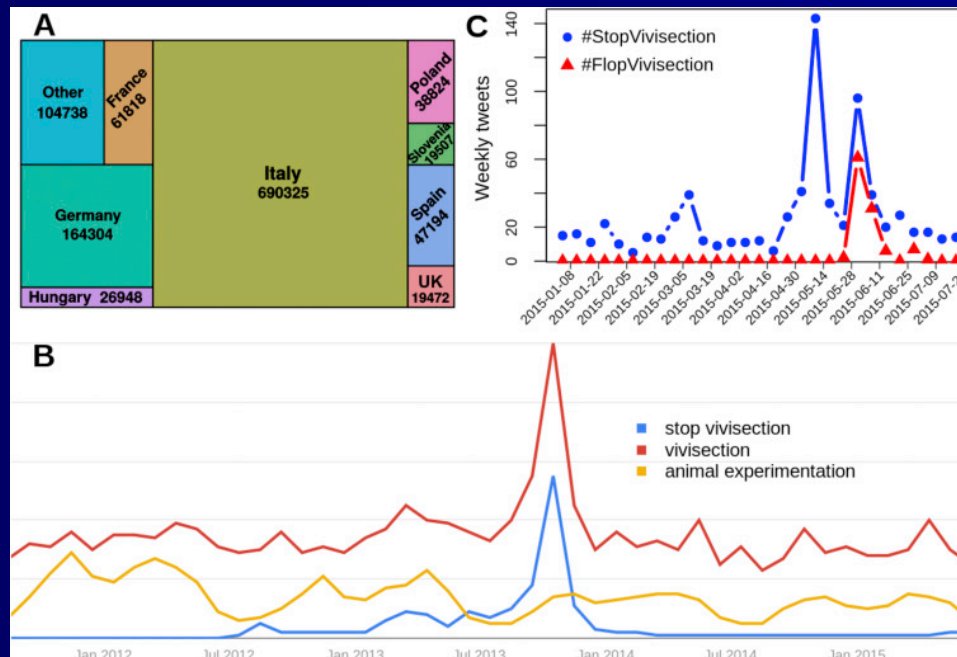 A
Other
104738
France
61818
Italy
690325
Poland
38824
Slovenia
19507
Germany
164304
Spain
47194
Hungary 26948
UK
19472
C
#StopVivisection
#FlopVivisection
Weekly tweets
140
100
60
20
0
2015-01-08
2015-01-22
2015-02-05
2015-02-19
2015-03-05
2015-03-19
2015-04-02
2015-04-16
2015-04-30
2015-05-14
2015-05-28
2015-06-11
2015-06-25
2015-07-09
B
stop vivisection
vivisection
animal experimentation
Jan 2012
Jul 2012
Jan 2013
Jul 2013
Jan 2014
Jul 2014
Jan 2015